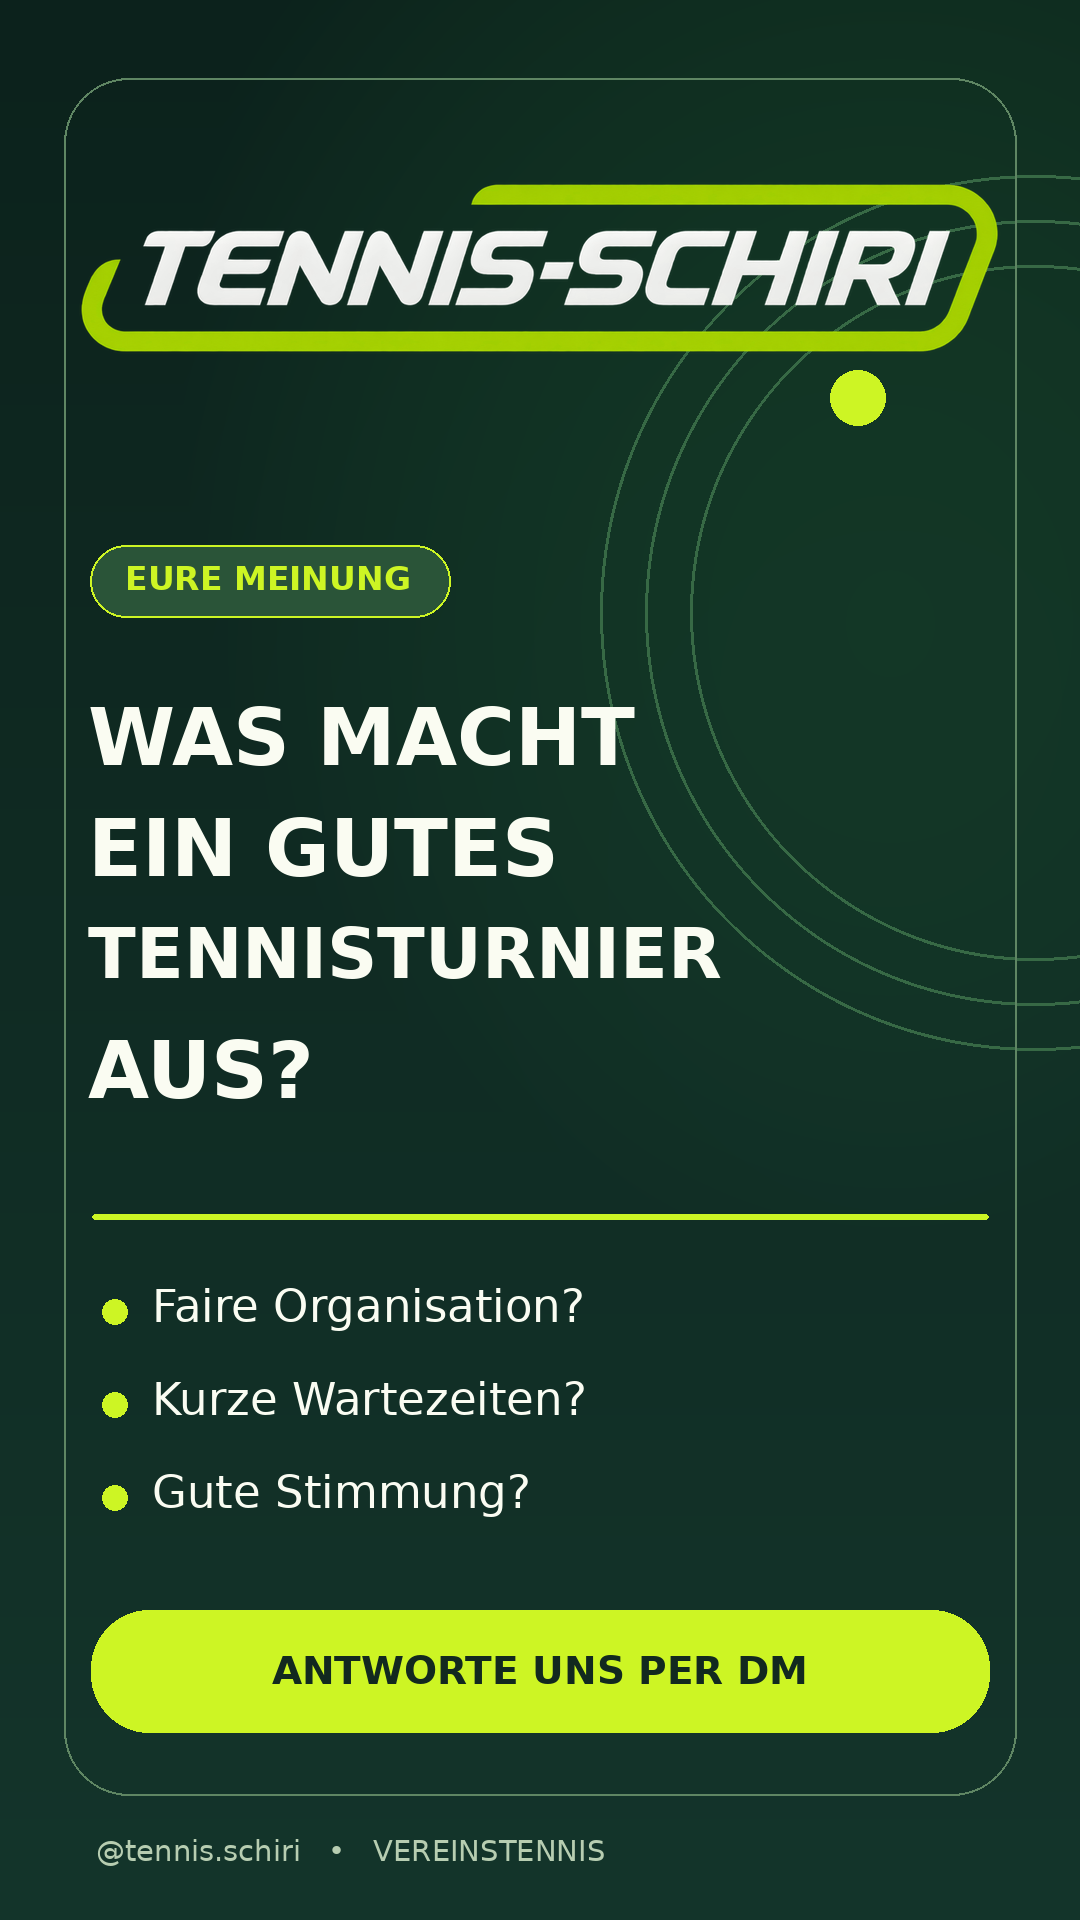 TENNIS-SCHIRI
EURE MEINUNG
WAS MACHT
EIN GUTES
TENNISTURNIER
AUS?
Faire Organisation?
Kurze Wartezeiten?
Gute Stimmung?
ANTWORTE UNS PER DM
@tennis.schiri • VEREINSTENNIS